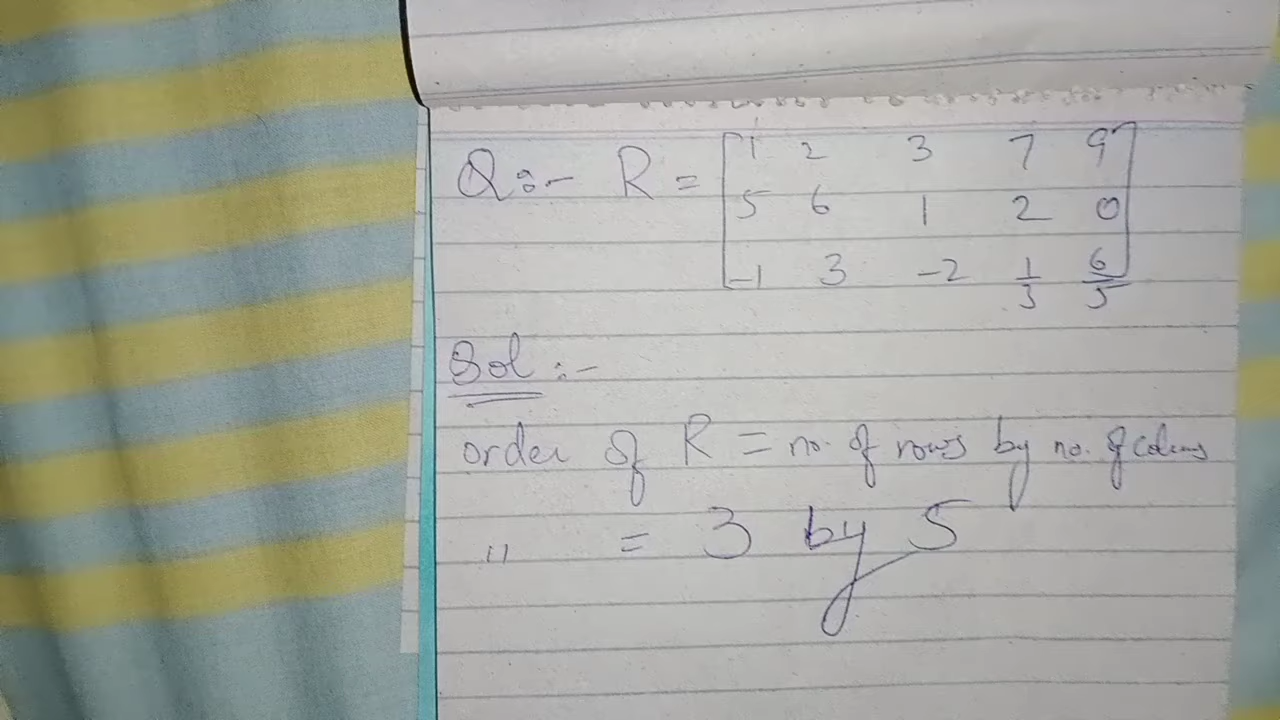 Q:- R = [1 2 3 7 9
5 6 1 2 0
-1 3 -2 1/3 6/5]
Sol :-
order of R = no. of rows by no. of colums
" = 3 by 5